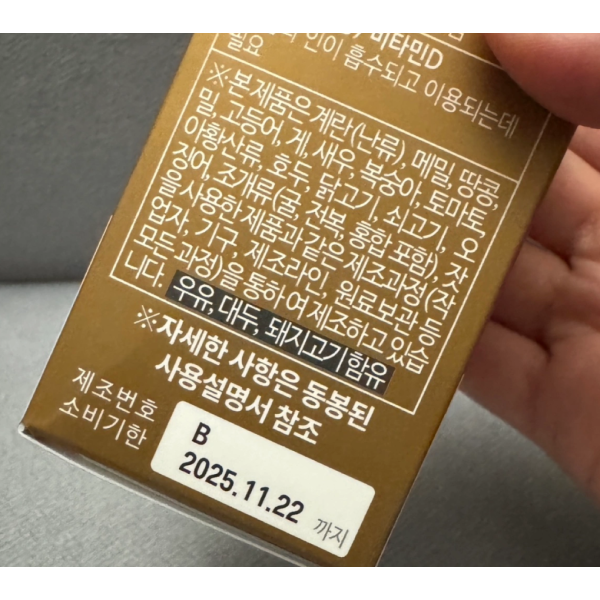 비타민D
인이 흡수되고 이용되는데
필요
※본 제품은 계란(난류), 메밀, 땅콩,
밀, 고등어, 게, 새우, 복숭아, 토마토,
아황산류, 호두, 닭고기, 쇠고기, 오
징어, 조개류(굴, 전복, 홍합 포함), 잣
을 사용한 제품과 같은 제조과정(작
업자, 기구, 제조라인, 원료보관 등
모든 과정)을 통하여 제조하고 있습
니다. 우유, 대두, 돼지고기 함유
※자세한 사항은 동봉된
사용설명서 참조
제조번호
소비기한
B
2025.11.22 까지